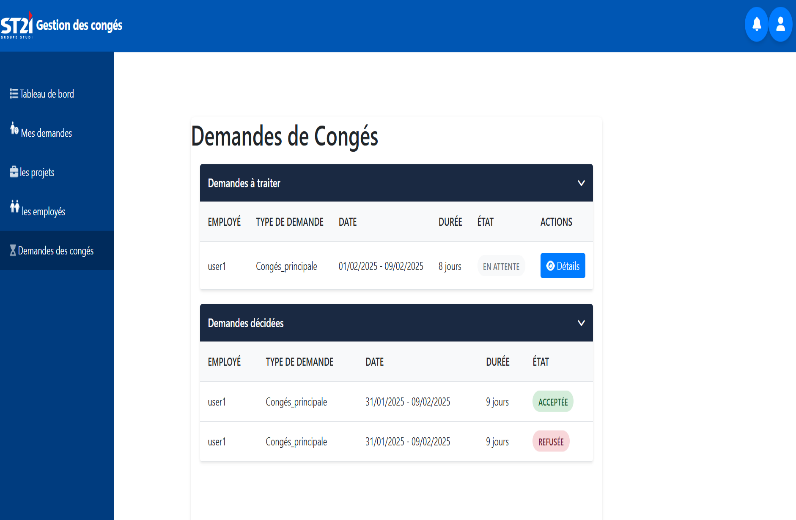 ST2i Gestion des congés
GROUPE SFEDI
Tableau de bord
Mes demandes
les projets
les employés
Demandes des congés
Demandes de Congés
Demandes à traiter
EMPLOYÉ TYPE DE DEMANDE DATE DURÉE ÉTAT ACTIONS
user1 Congés_principale 01/02/2025 - 09/02/2025 8 jours EN ATTENTE Détails
Demandes décidées
EMPLOYÉ TYPE DE DEMANDE DATE DURÉE ÉTAT
user1 Congés_principale 31/01/2025 - 09/02/2025 9 jours ACCEPTÉE
user1 Congés_principale 31/01/2025 - 09/02/2025 9 jours REFUSÉE